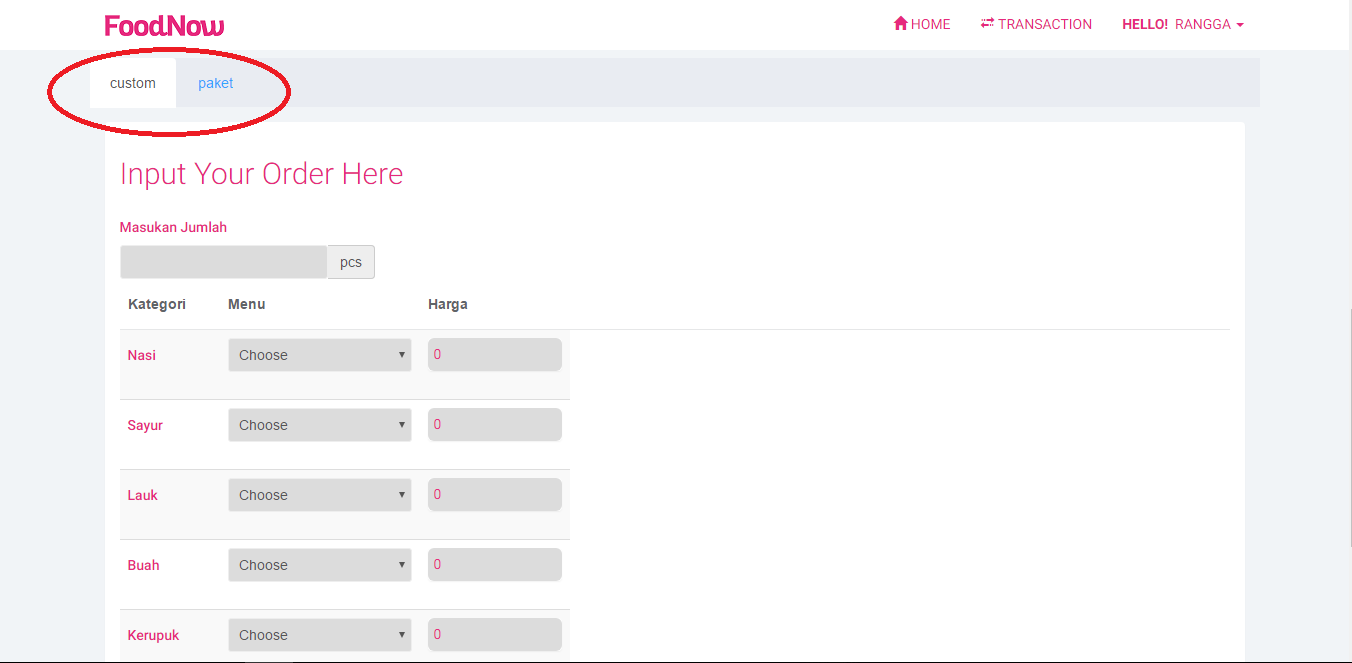 FoodNow HOME TRANSACTION HELLO! RANGGA
custom paket
Input Your Order Here
Masukan Jumlah
pcs
Kategori Menu Harga
Nasi Choose 0
Sayur Choose 0
Lauk Choose 0
Buah Choose 0
Kerupuk Choose 0